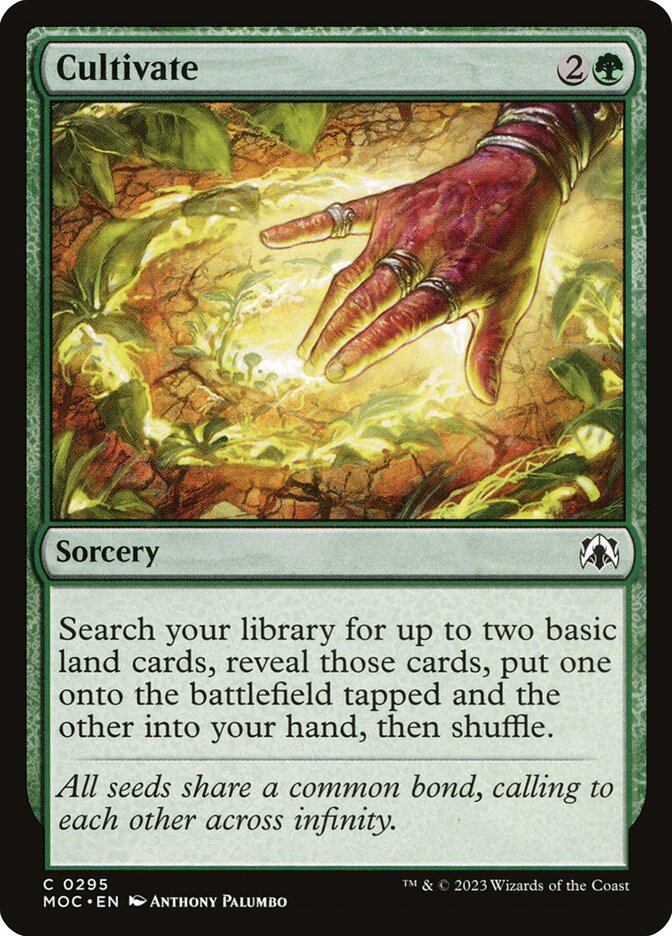 Cultivate 2
Sorcery
Search your library for up to two basic
land cards, reveal those cards, put one
onto the battlefield tapped and the
other into your hand, then shuffle.
All seeds share a common bond, calling to
each other across infinity.
C 0295
MOC • EN Anthony Palumbo
™ & © 2023 Wizards of the Coast